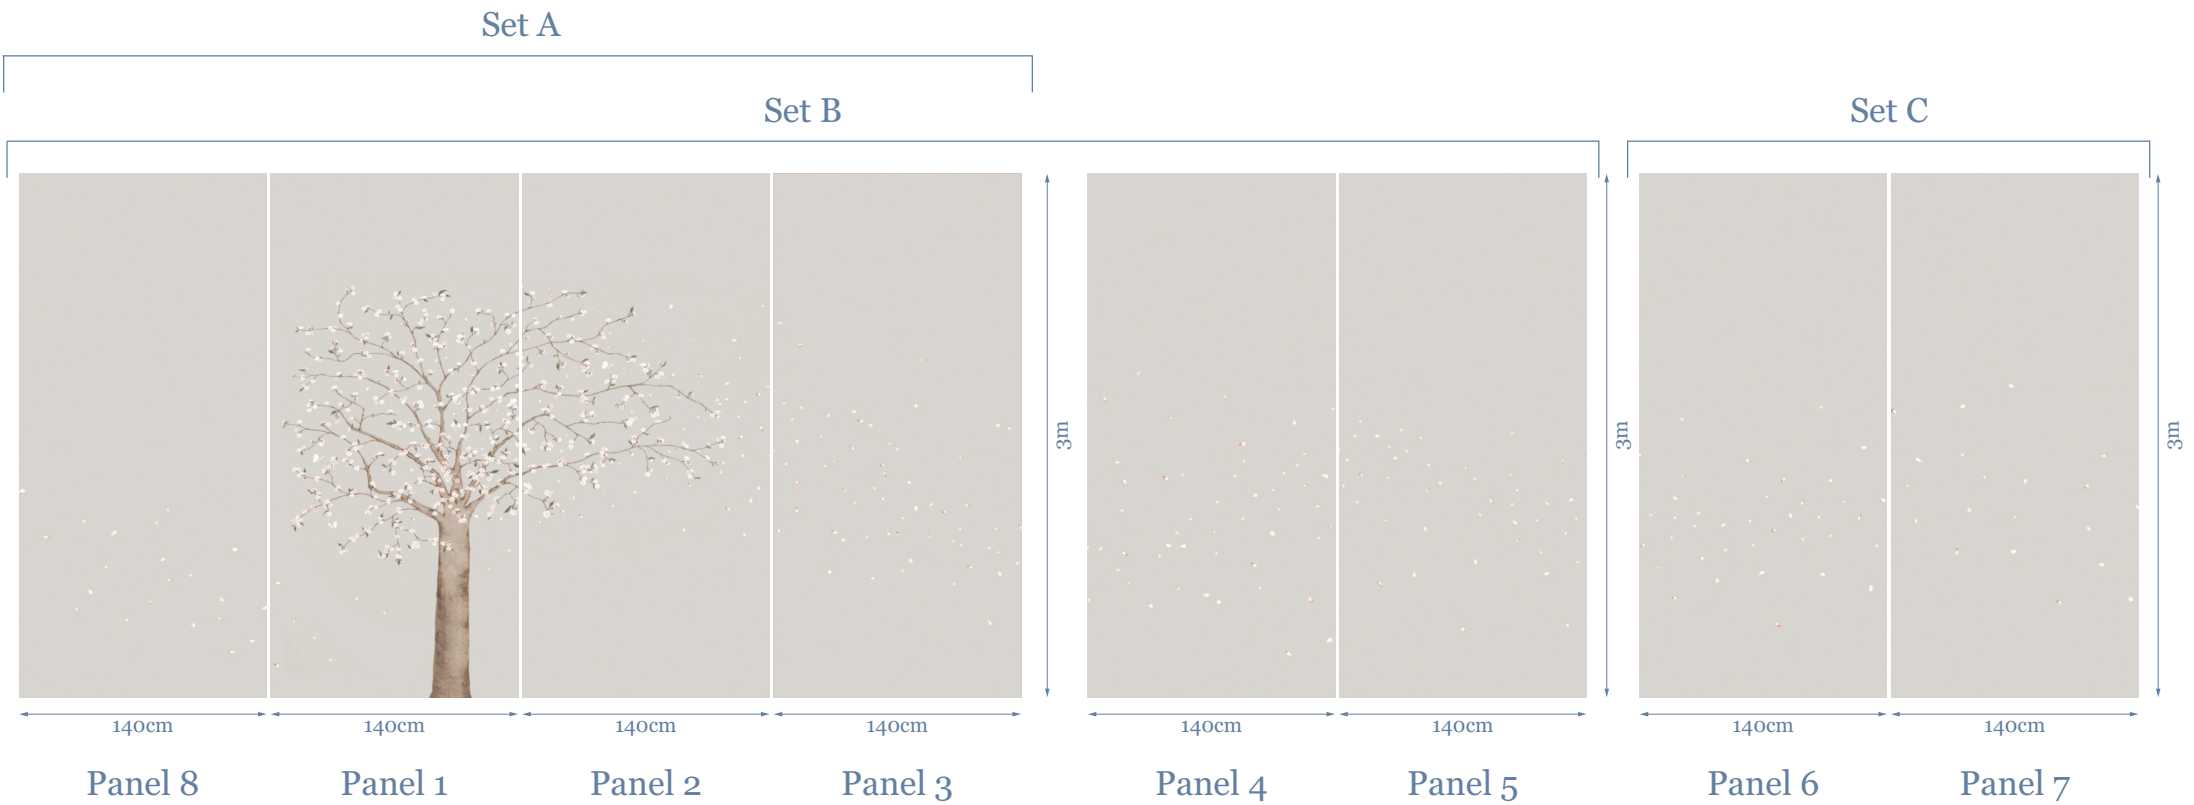 Set A
Set B
Set C
3m
3m
3m
140cm
140cm
140cm
140cm
140cm
140cm
140cm
140cm
Panel 8
Panel 1
Panel 2
Panel 3
Panel 4
Panel 5
Panel 6
Panel 7